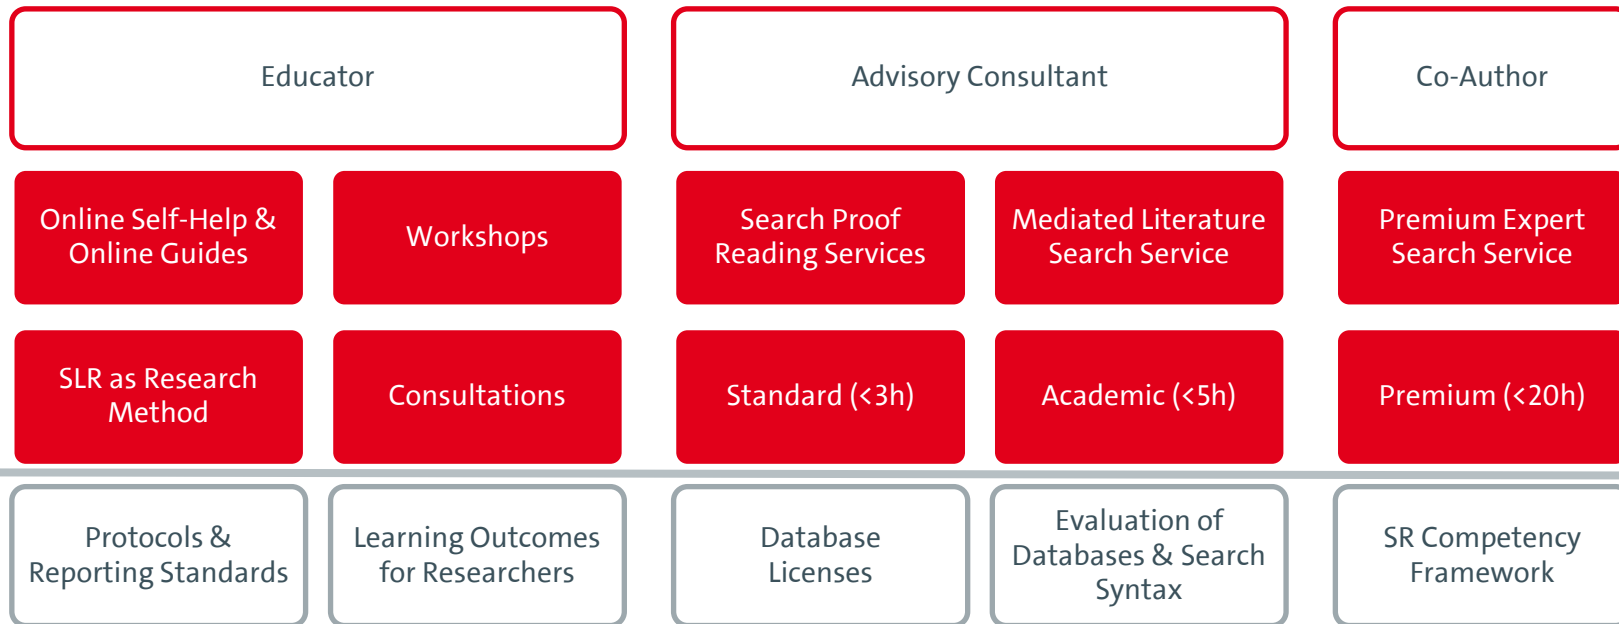 Educator
Advisory Consultant
Co-Author
Online Self-Help &
Online Guides
Workshops
Search Proof
Reading Services
Mediated Literature
Search Service
Premium Expert
Search Service
SLR as Research
Method
Consultations
Standard (<3h)
Academic (<5h)
Premium (<20h)
Protocols &
Reporting Standards
Learning Outcomes
for Researchers
Database
Licenses
Evaluation of
Databases & Search
Syntax
SR Competency
Framework